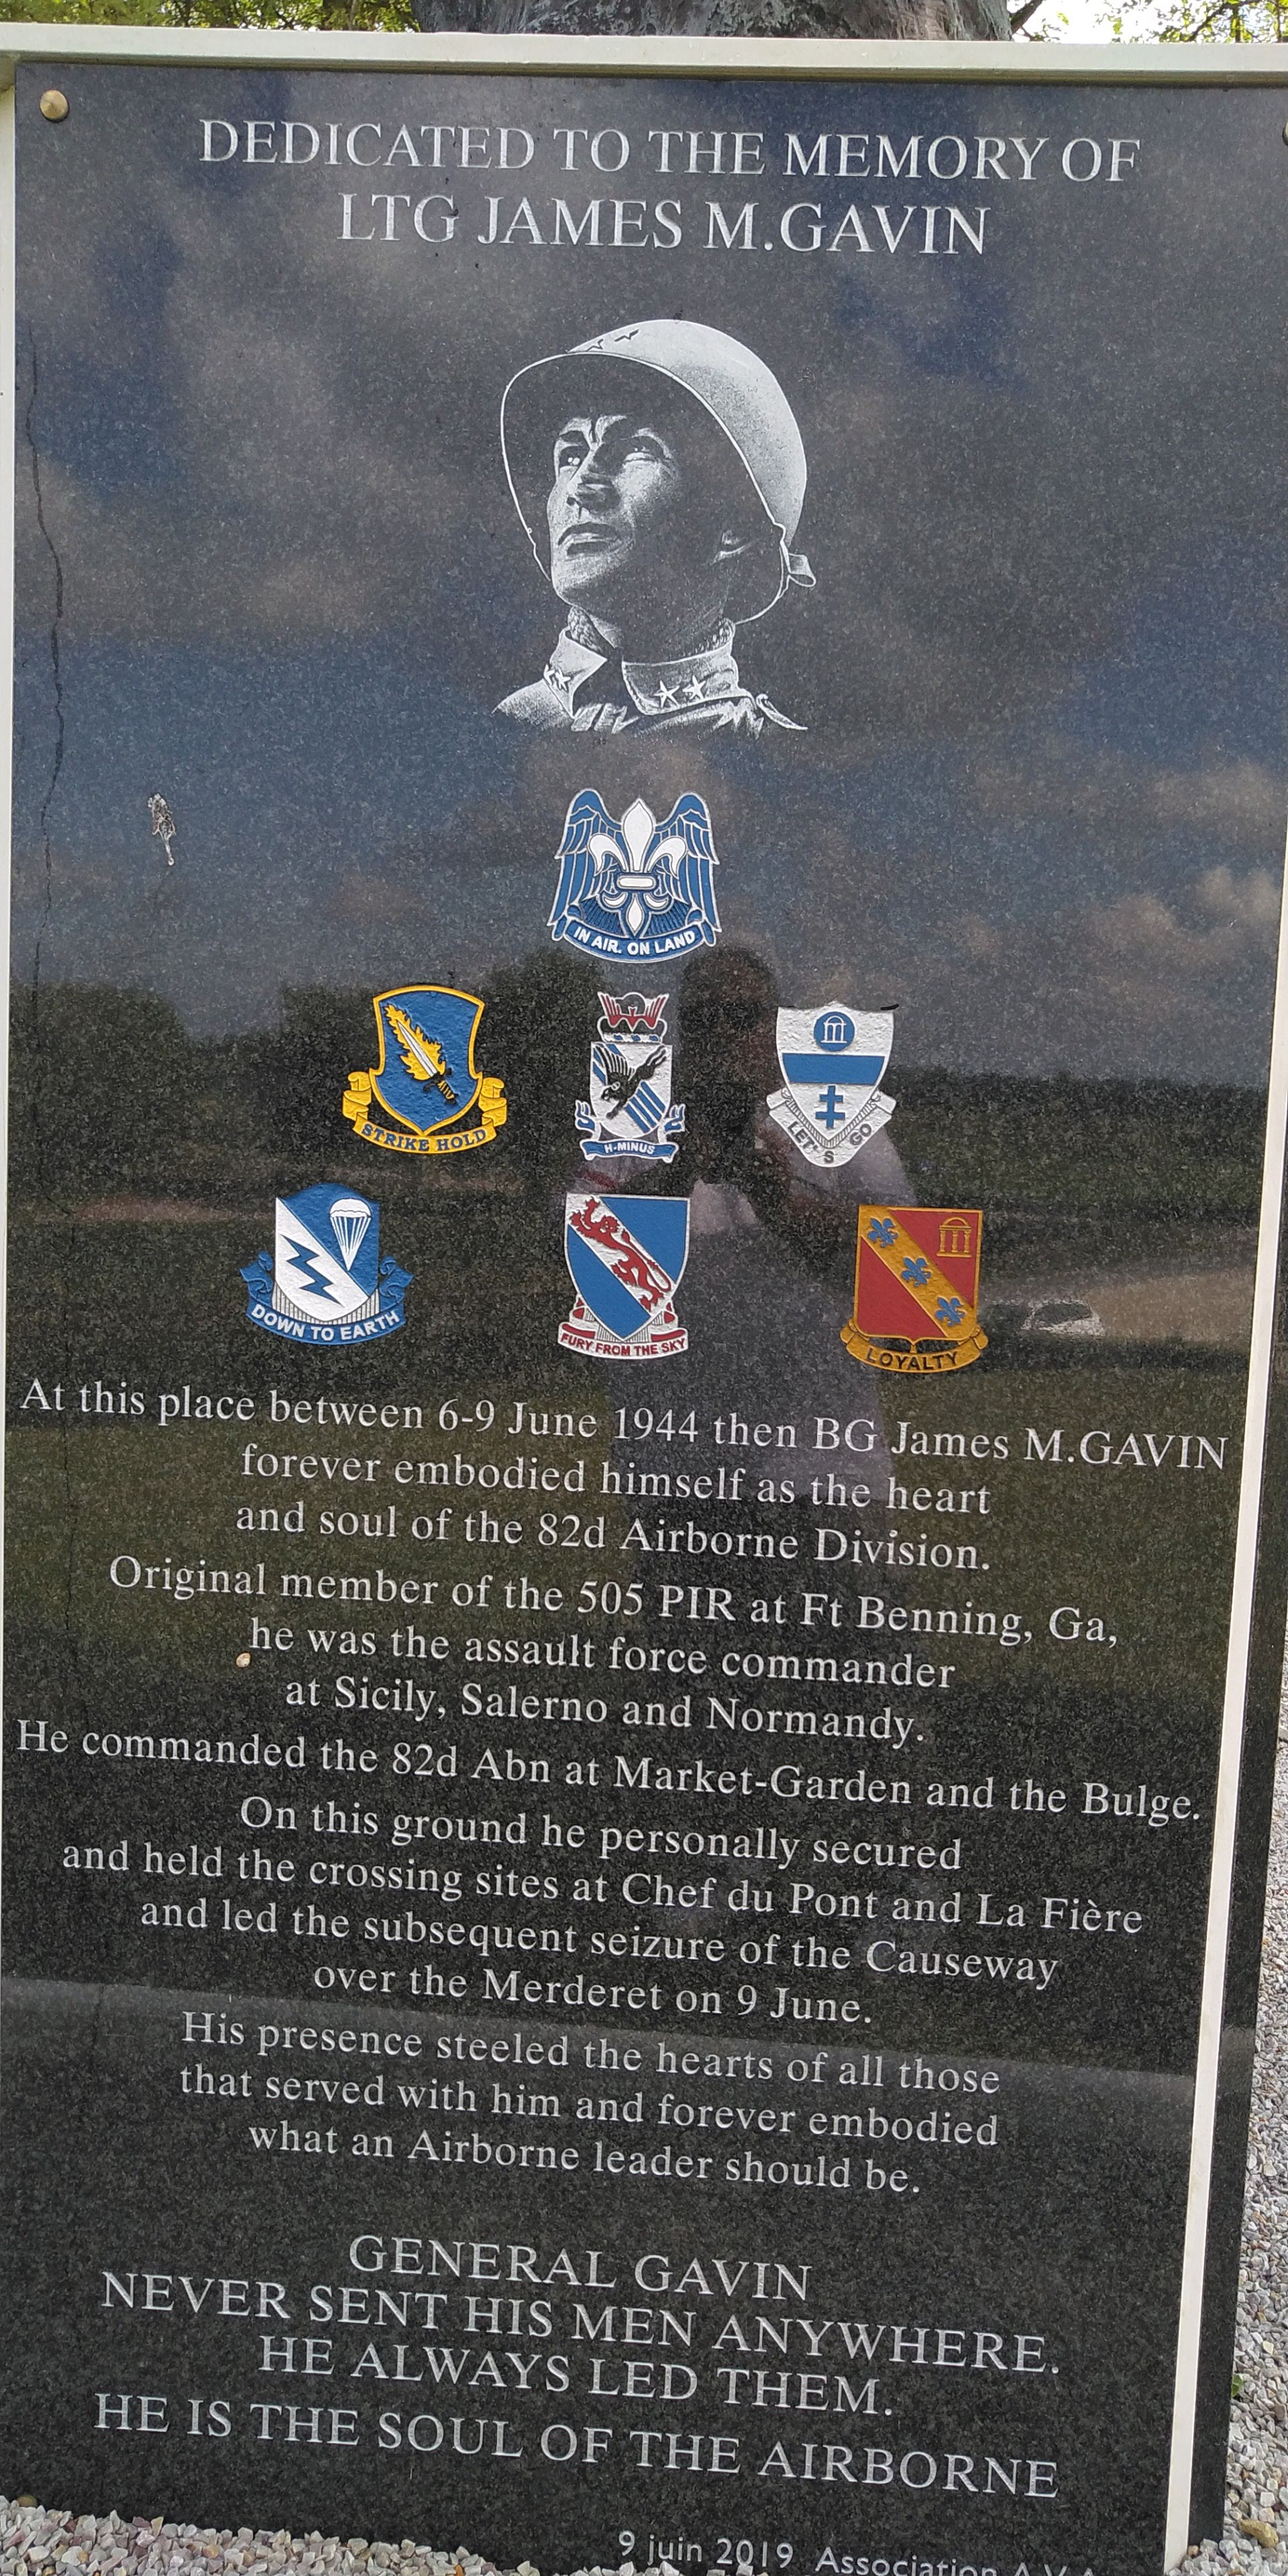 DEDICATED TO THE MEMORY OF
LTG JAMES M.GAVIN
IN AIR. ON LAND
STRIKE HOLD
H-MINUS
LET'S GO
DOWN TO EARTH
FURY FROM THE SKY
LOYALTY
At this place between 6-9 June 1944 then BG James M.GAVIN
forever embodied himself as the heart
and soul of the 82d Airborne Division.
Original member of the 505 PIR at Ft Benning, Ga,
he was the assault force commander
at Sicily, Salerno and Normandy.
He commanded the 82d Abn at Market-Garden and the Bulge.
On this ground he personally secured
and held the crossing sites at Chef du Pont and La Fière
and led the subsequent seizure of the Causeway
over the Merderet on 9 June.
His presence steeled the hearts of all those
that served with him and forever embodied
what an Airborne leader should be.
GENERAL GAVIN
NEVER SENT HIS MEN ANYWHERE.
HE ALWAYS LED THEM.
HE IS THE SOUL OF THE AIRBORNE
9 juin 2019 Association